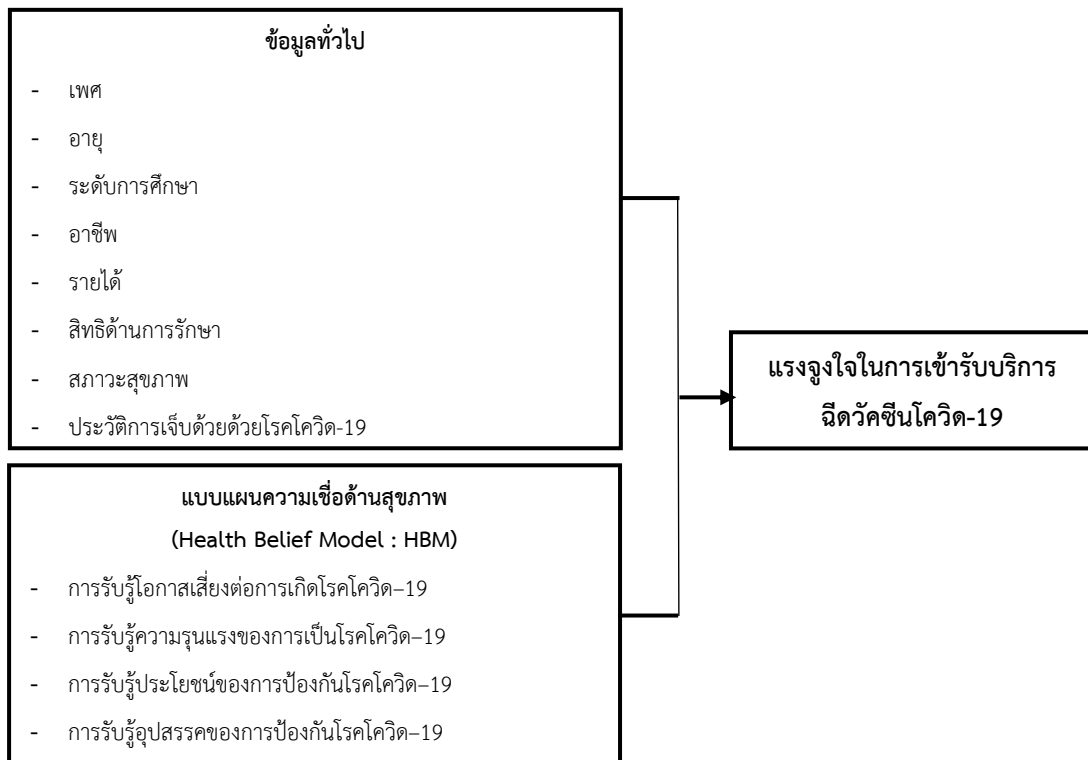 ข้อมูลทั่วไป
- เพศ
- อายุ
- ระดับการศึกษา
- อาชีพ
- รายได้
- สิทธิด้านการรักษา
- สภาวะสุขภาพ
- ประวัติการเจ็บด้วยด้วยโรคโควิด-19
แบบแผนความเชื่อด้านสุขภาพ
(Health Belief Model : HBM)
- การรับรู้โอกาสเสี่ยงต่อการเกิดโรคโควิด–19
- การรับรู้ความรุนแรงของการเป็นโรคโควิด–19
- การรับรู้ประโยชน์ของการป้องกันโรคโควิด–19
- การรับรู้อุปสรรคของการป้องกันโรคโควิด–19
แรงจูงใจในการเข้ารับบริการ
ฉีดวัคซีนโควิด-19